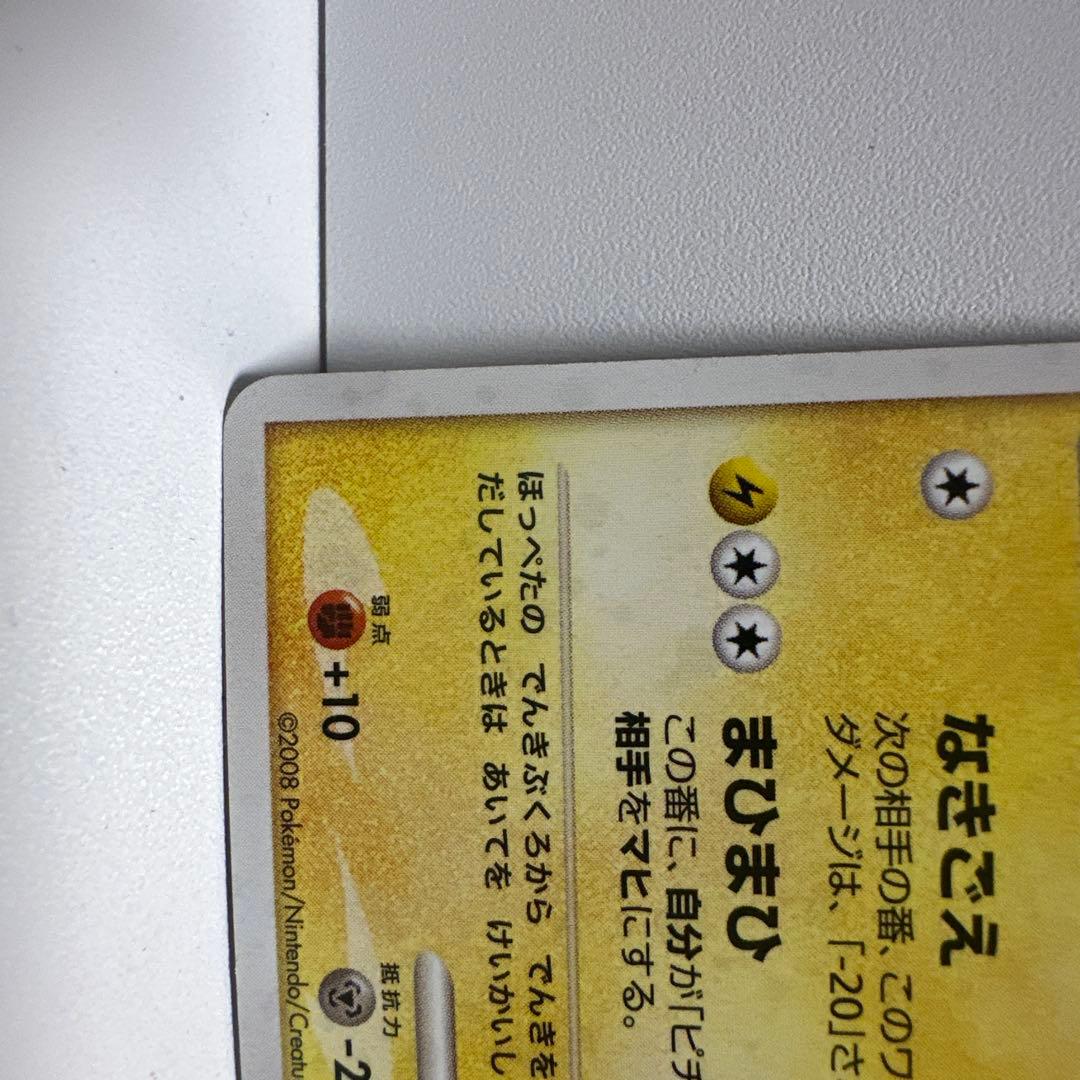 なきごえ
次の相手の番、このワ
ダメージは、「-20」さ
まひまひ
この番に、自分が「ピチ
相手をマヒにする。
ほっぺたの でんきぶくろから でんきを
だしているときは あいてを けいかいし
弱点
+10
抵抗力
-2
©2008 Pokémon/Nintendo/Creatu